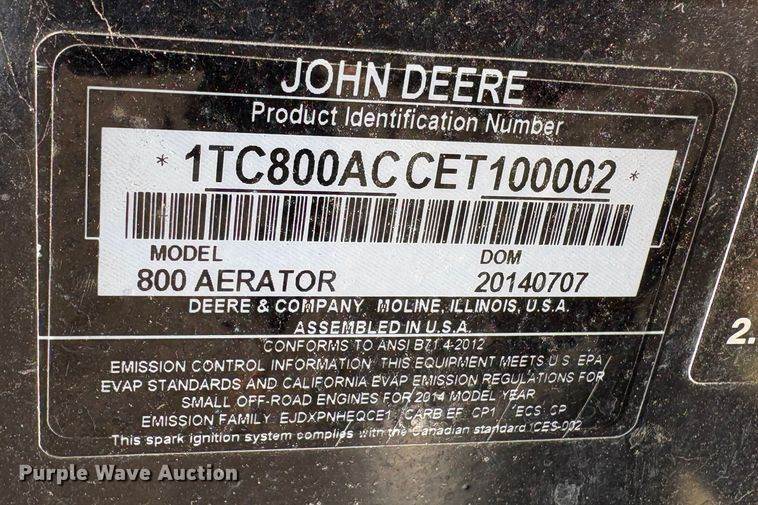 JOHN DEERE
Product Identification Number
* 1TC800ACCET100002 *
MODEL DOM
800 AERATOR 20140707
DEERE & COMPANY MOLINE, ILLINOIS, U.S.A.
ASSEMBLED IN U.S.A.
CONFORMS TO ANSI B71.4-2012
EMISSION CONTROL INFORMATION THIS EQUIPMENT MEETS U.S. EPA
EVAP STANDARDS AND CALIFORNIA EVAP EMISSION REGULATIONS FOR
SMALL OFF-ROAD ENGINES FOR 2014 MODEL YEAR
EMISSION FAMILY EJDXPNHEQCE1 CARB EF CP1 ECS CP
This spark ignition system complies with the Canadian standard ICES-002
2.
Purple Wave Auction